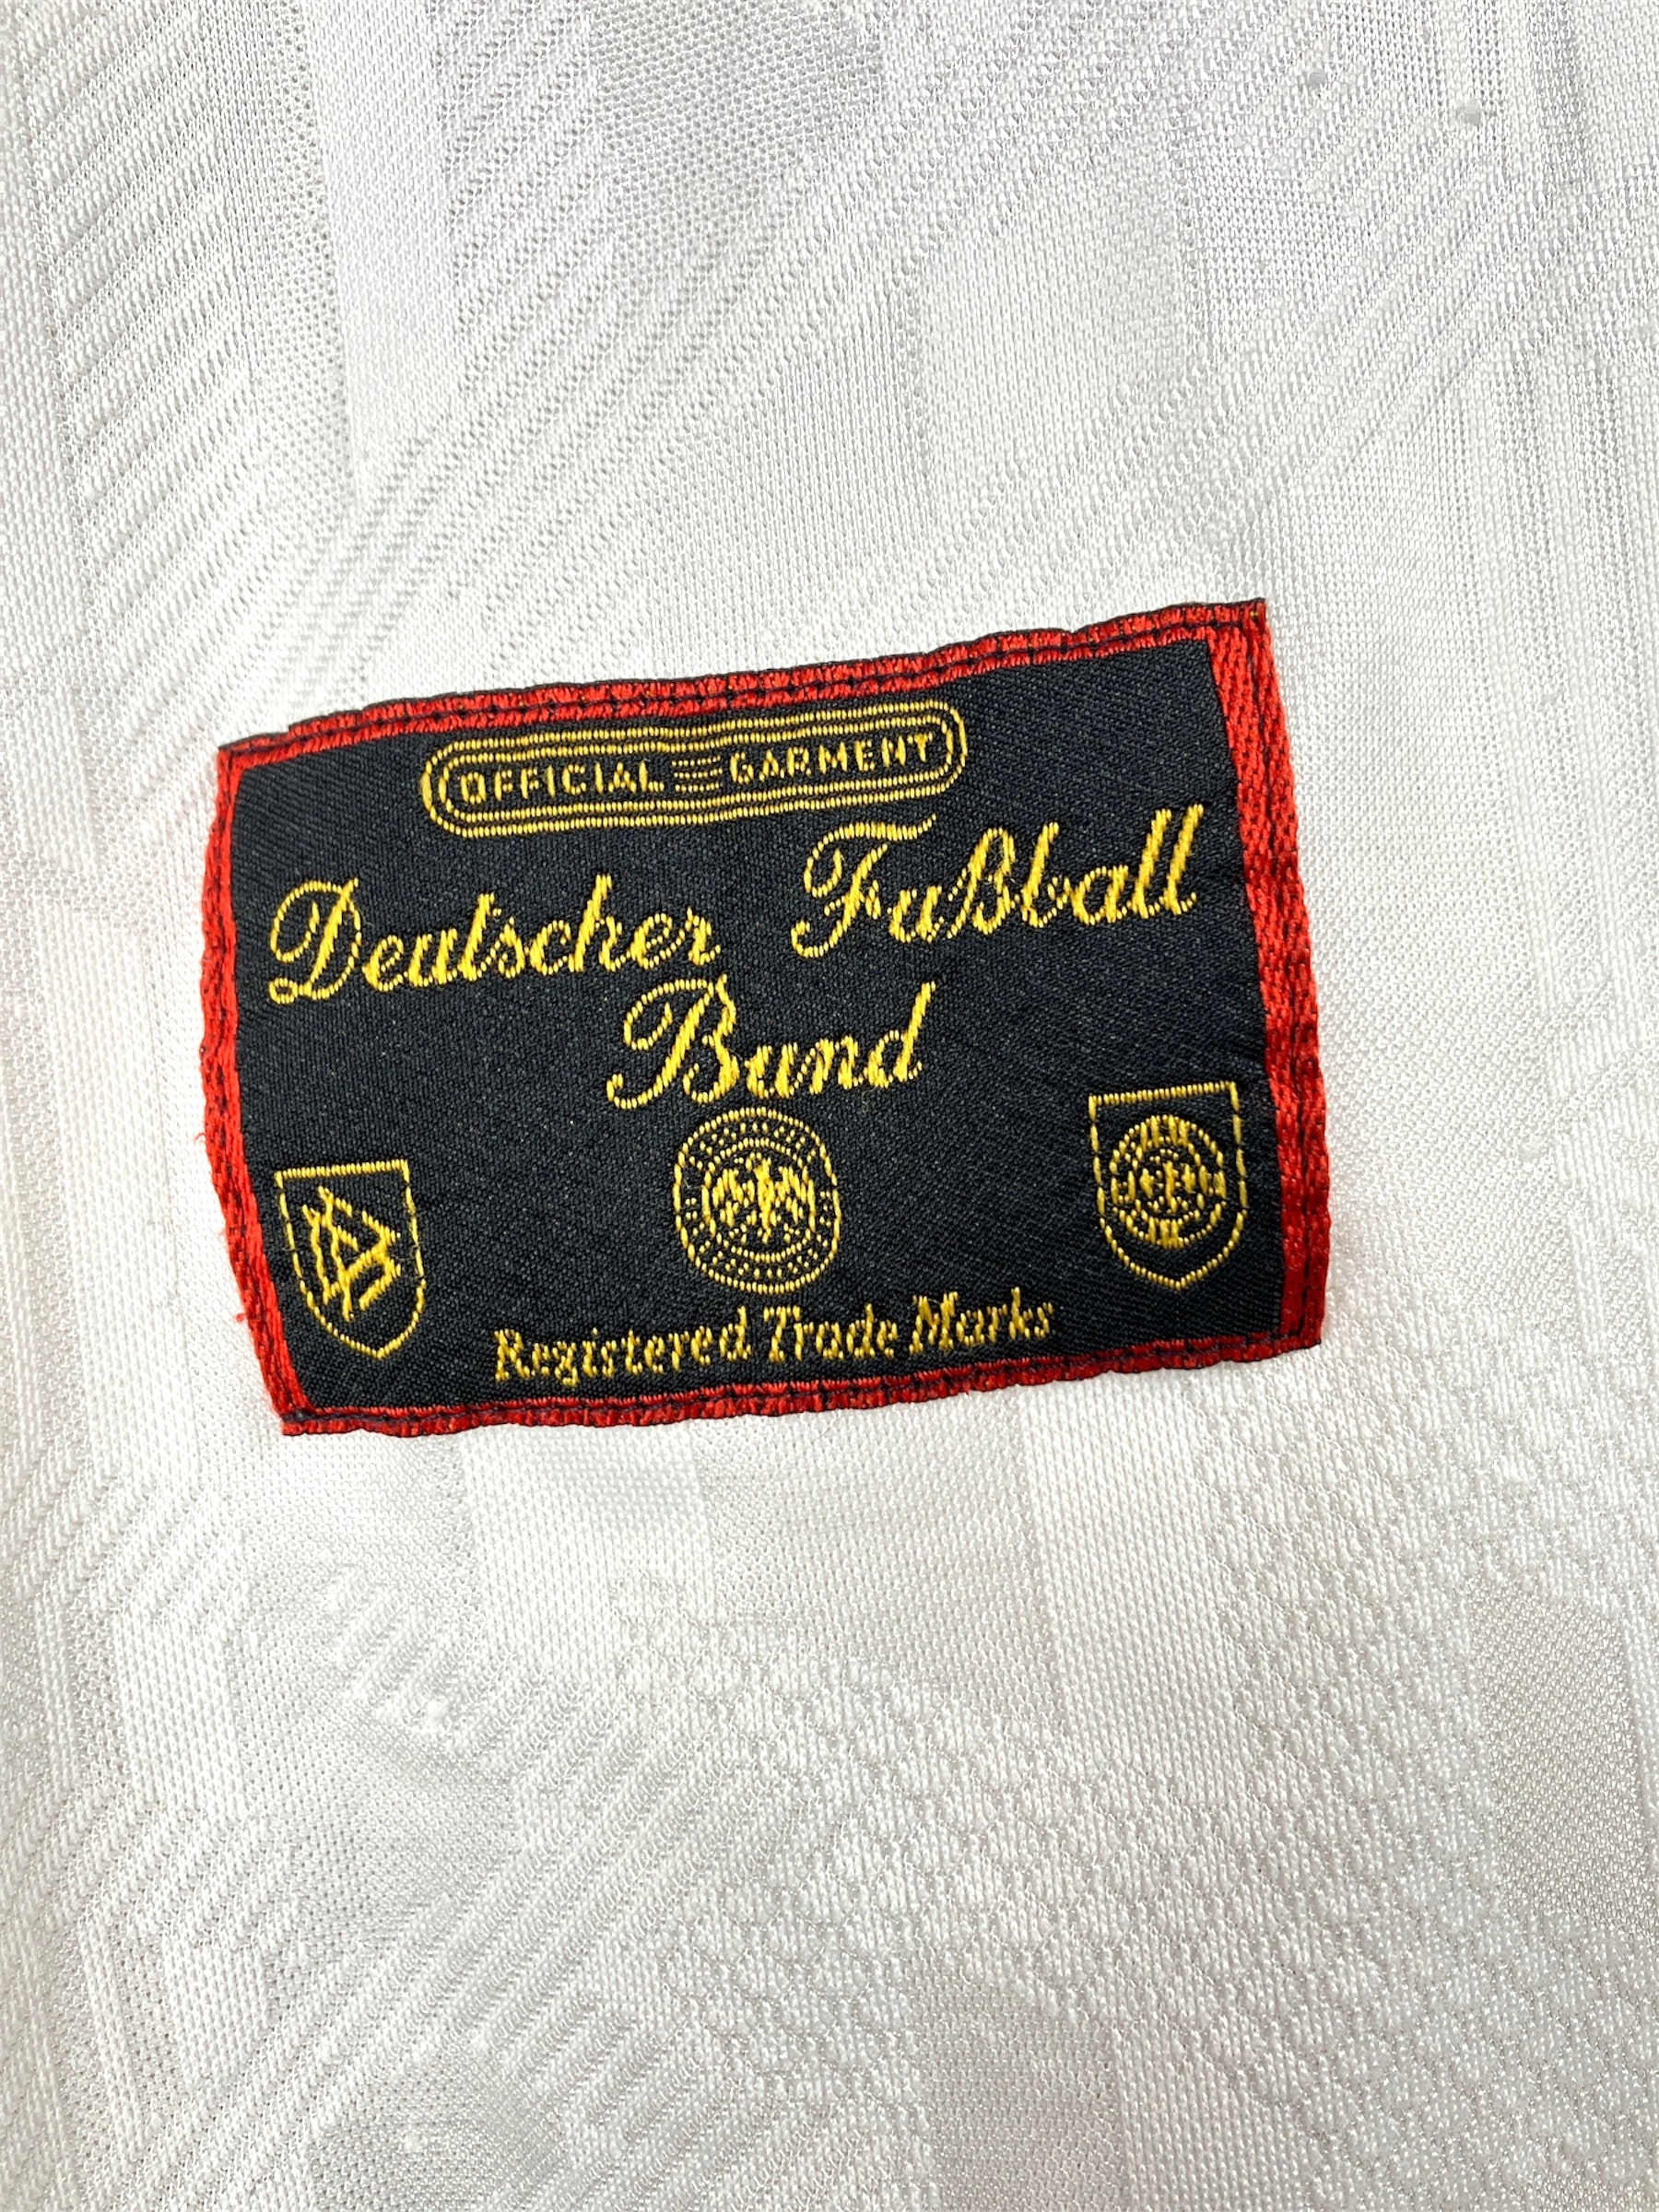 OFFICIAL GARMENT
Deutscher Fußball
Bund
Registered Trade Marks